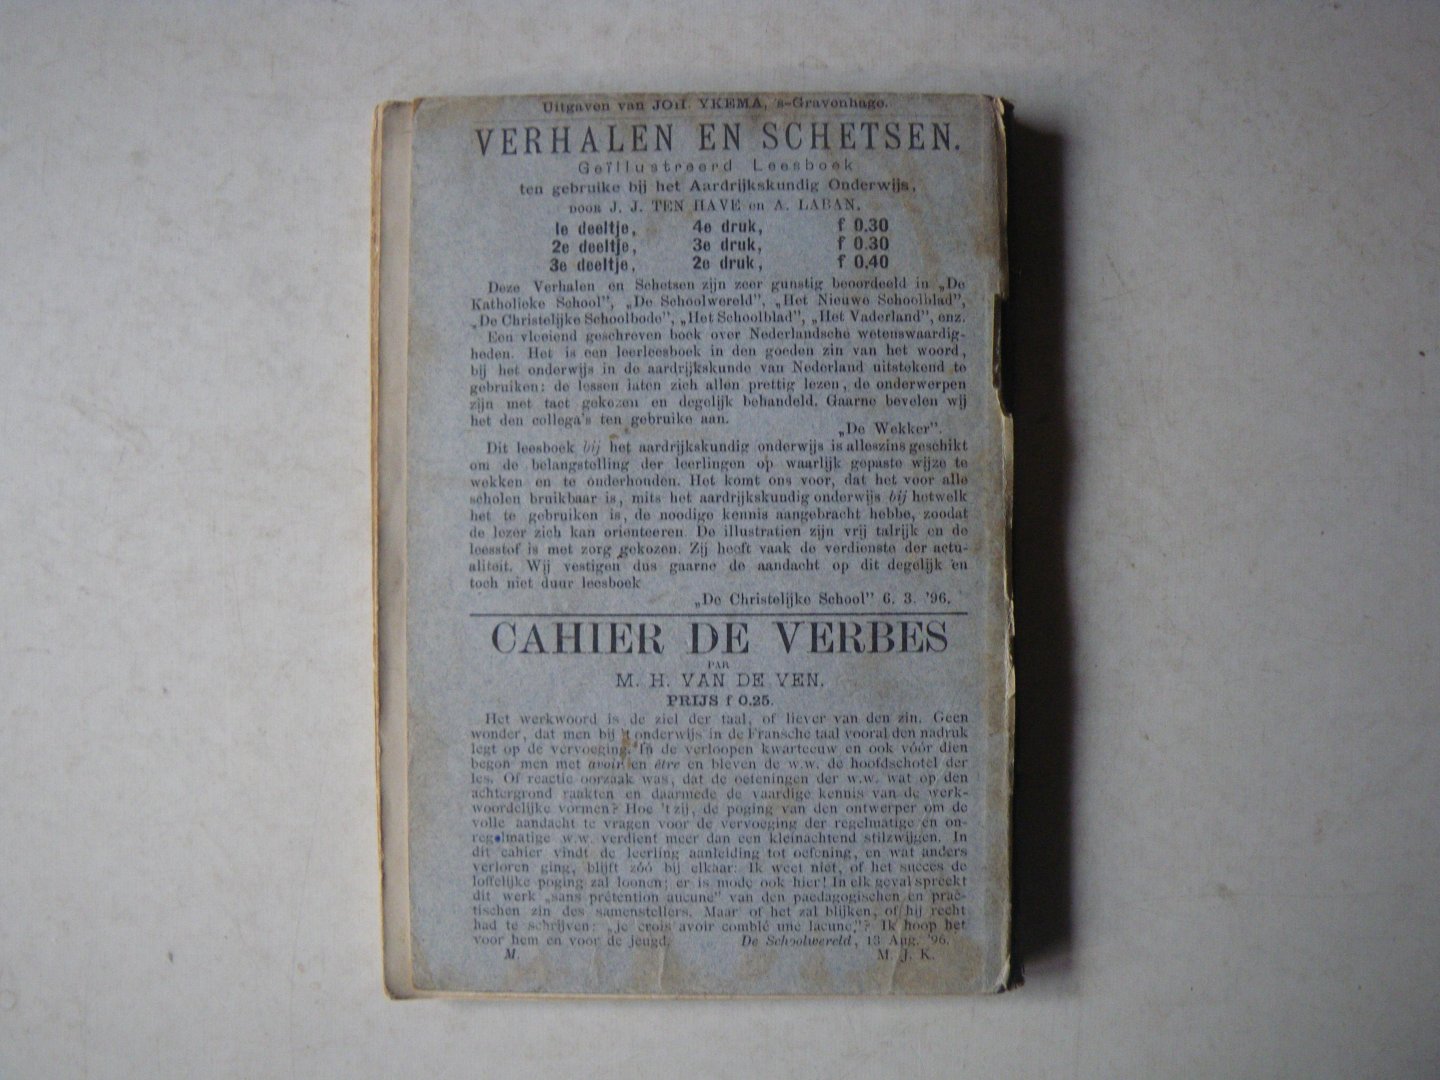 Uitgaven van JOH. YKEMA, 's-Gravenhage.
VERHALEN EN SCHETSEN.
Geïllustreerd Leesboek
ten gebruike bij het Aardrijkskundig Onderwijs,
DOOR J. J. TEN HAVE en A. LABAN.
1e deeltje, 4e druk, f 0.30
2e deeltje, 3e druk, f 0.30
3e deeltje, 2e druk, f 0.40
Deze Verhalen en Schetsen zijn zeer gunstig beoordeeld in „De
Katholieke School”, „De Schoolwereld”, „Het Nieuwe Schoolblad”,
„De Christelijke Schoolbode”, „Het Schoolblad”, „Het Vaderland”, enz.
Een vloeiend geschreven boek over Nederlandsche wetenswaardig-
heden. Het is een leerleesboek in den goeden zin van het woord,
bij het onderwijs in de aardrijkskunde van Nederland uitstekend te
gebruiken: de lessen laten zich allen prettig lezen, de onderwerpen
zijn met tact gekozen en degelijk behandeld. Gaarne bevelen wij
het den collega's ten gebruike aan.
„De Wekker”.
Dit leesboek bij het aardrijkskundig onderwijs is alleszins geschikt
om de belangstelling der leerlingen op waarlijk gepaste wijze te
wekken en te onderhouden. Het komt ons voor, dat het voor alle
scholen bruikbaar is, mits het aardrijkskundig onderwijs bij hetwelk
het te gebruiken is, de noodige kennis aangebracht hebbe, zoodat
de lezer zich kan orienteeren. De illustratien zijn vrij talrijk en de
leesstof is met zorg gekozen. Zij heeft vaak de verdienste der actu-
aliteit. Wij vestigen dus gaarne de aandacht op dit degelijk en
toch niet duur leesboek
„De Christelijke School” 6. 3. '96.
CAHIER DE VERBES
PAR
M. H. VAN DE VEN.
PRIJS f 0.25.
Het werkwoord is de ziel der taal, of liever van den zin. Geen
wonder, dat men bij 't onderwijs in de Fransche taal vooral den nadruk
legt op de vervoeging. In de verloopen kwarteeuw en ook vóór dien
begon men met avoir en être en bleven de w.w. de hoofdschotel der
les. Of reactie oorzaak was, dat de oefeningen der w.w. wat op den
achtergrond raakten en daarmede de vaardige kennis van de werk-
woordelijke vormen? Hoe 't zij, de poging van den ontwerper om de
volle aandacht te vragen voor de vervoeging der regelmatige en on-
regelmatige w.w. verdient meer dan een kleinachtend stilzwijgen. In
dit cahier vindt de leerling aanleiding tot oefening, en wat anders
verloren ging, blijft zóó bij elkaar. Ik weet niet, of het succes de
loffelijke poging zal loonen; er is mode ook hier! In elk geval spreekt
dit werk „sans prétention aucune” van den paedagogischen en prac-
tischen zin des samenstellers. Maar of het zal blijken, of hij recht
had te schrijven: „je crois avoir comblé une lacune,”? Ik hoop het
voor hem en voor de jeugd. De Schoolwereld, 13 Aug. '96.
M. M. J. K.